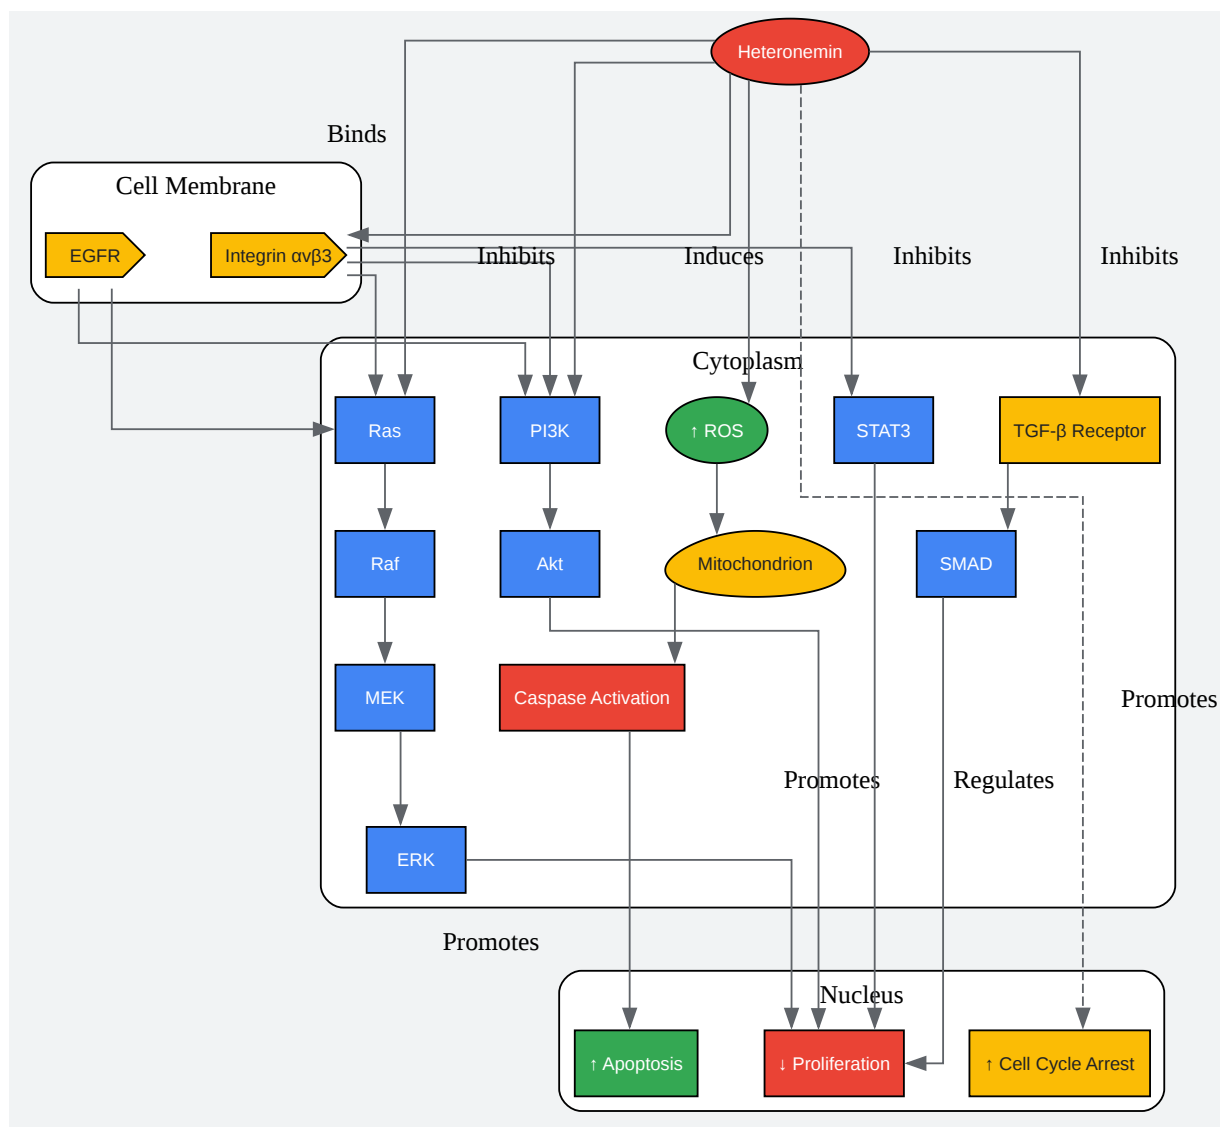 Heteronemin
Binds
Cell Membrane
EGFR
Integrin αvβ3
Inhibits
Induces
Inhibits
Inhibits
Cytoplasm
Ras
PI3K
↑ ROS
STAT3
TGF-β Receptor
Raf
Akt
Mitochondrion
SMAD
MEK
Caspase Activation
Promotes
Promotes
Regulates
ERK
Promotes
Nucleus
↑ Apoptosis
↓ Proliferation
↑ Cell Cycle Arrest